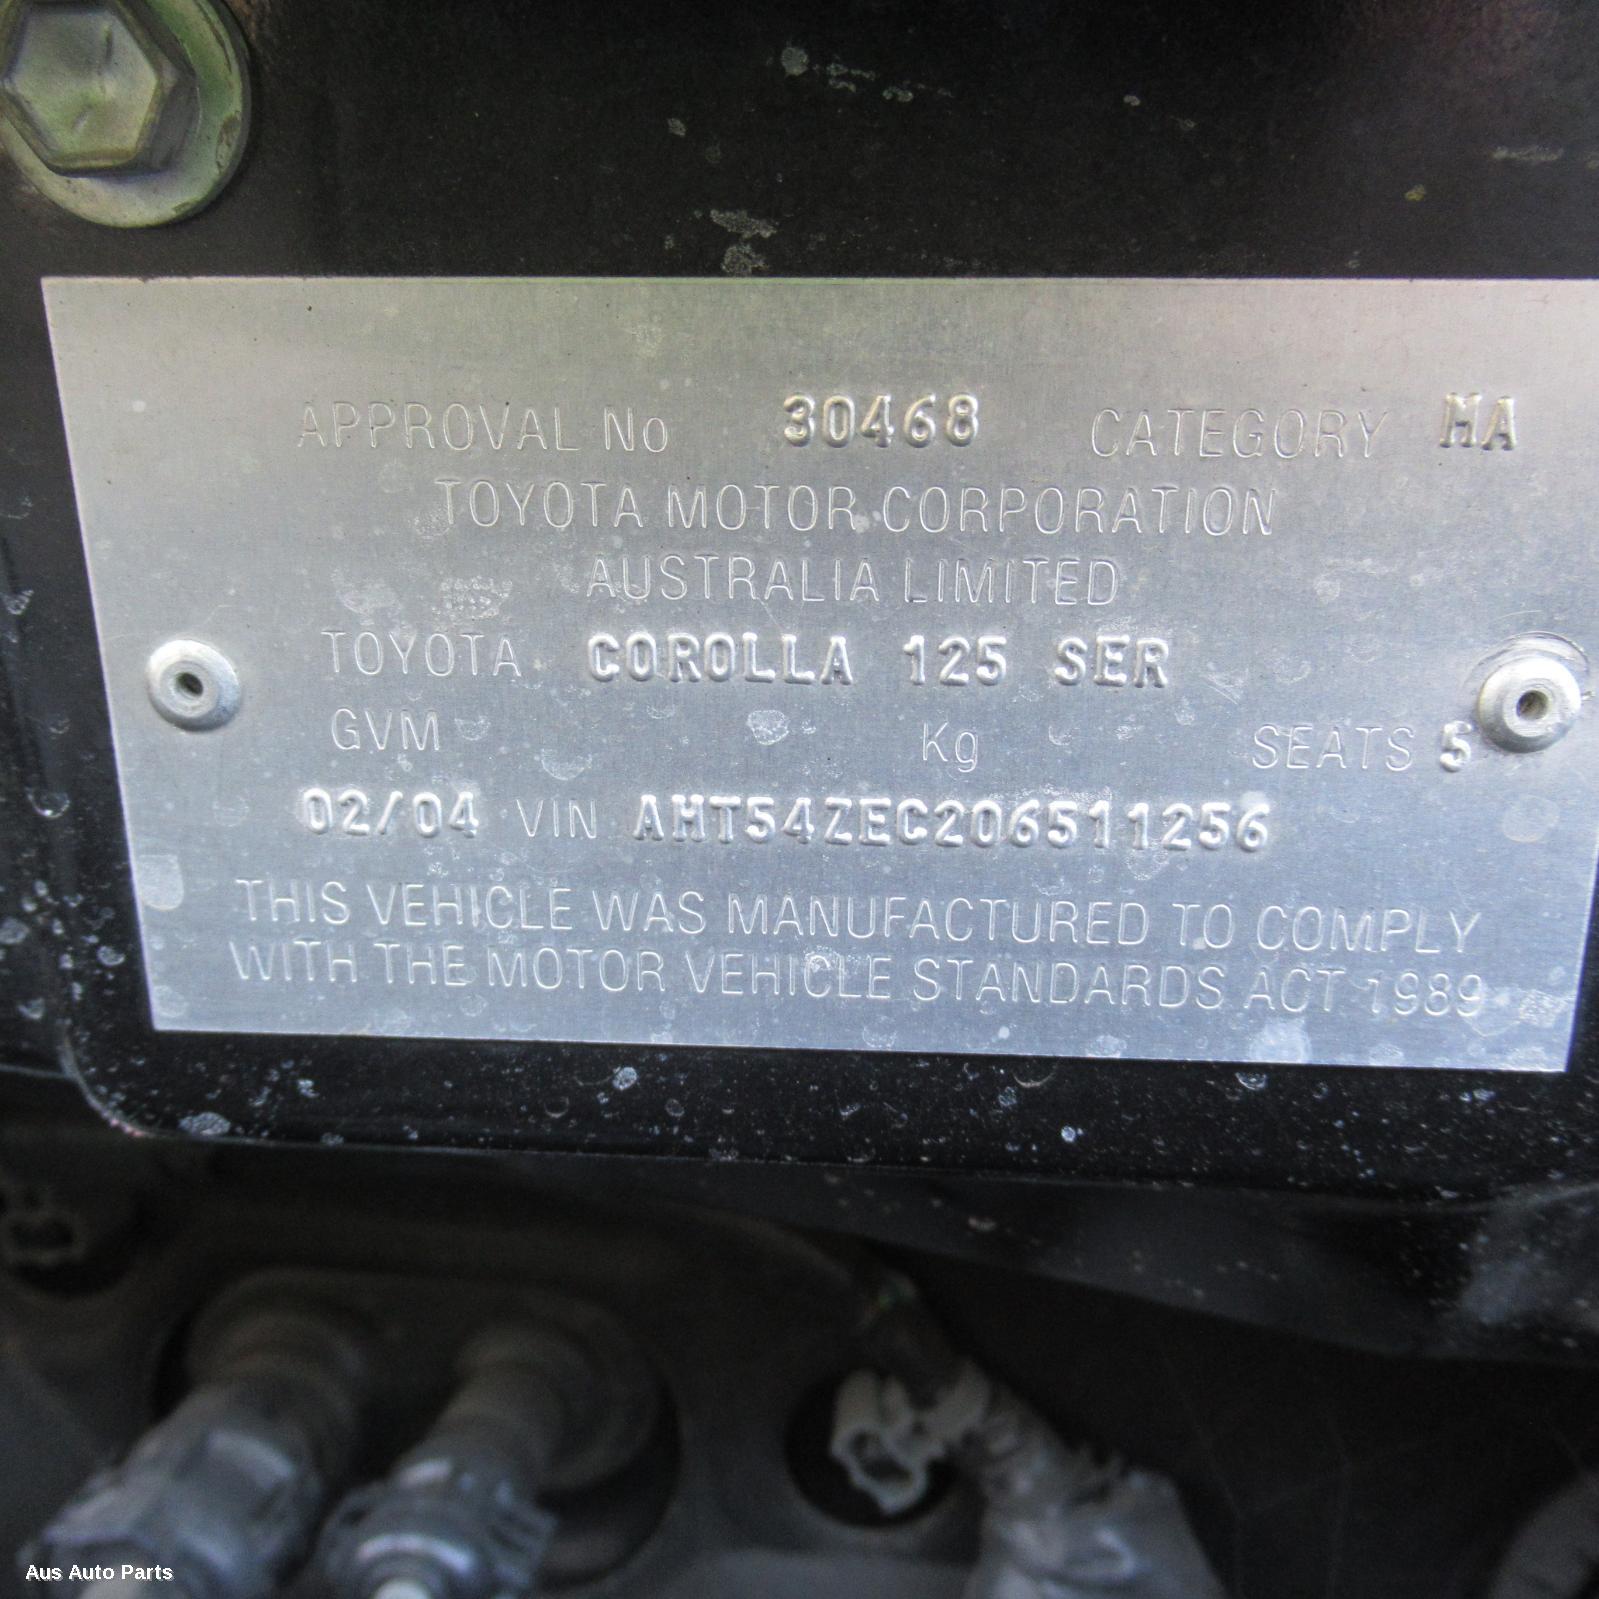 APPROVAL No 30468 CATEGORY MA
TOYOTA MOTOR CORPORATION
AUSTRALIA LIMITED
TOYOTA COROLLA 125 SER
GVM Kg SEATS 5
02/04 VIN AHT54ZEC206511256
THIS VEHICLE WAS MANUFACTURED TO COMPLY
WITH THE MOTOR VEHICLE STANDARDS ACT 1989
Aus Auto Parts